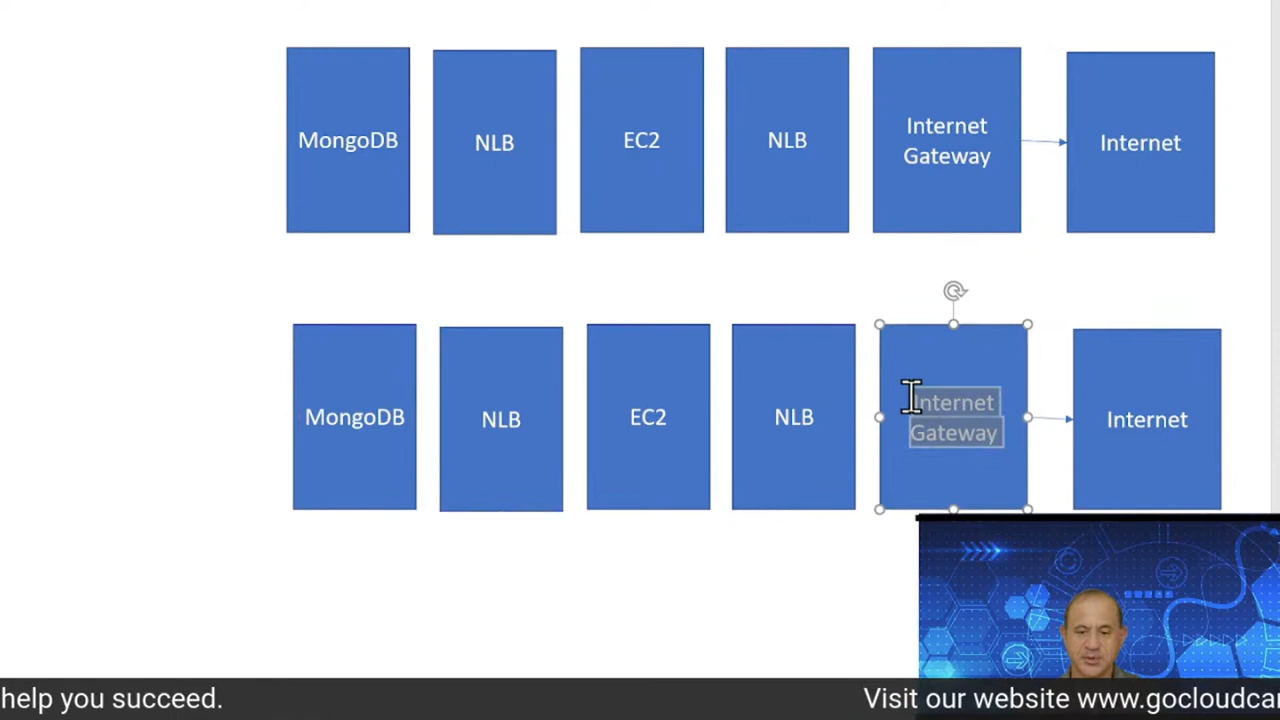 MongoDB
NLB
EC2
NLB
Internet
Gateway
Internet
MongoDB
NLB
EC2
NLB
Internet
Gateway
Internet
help you succeed.
Visit our website www.gocloudcar